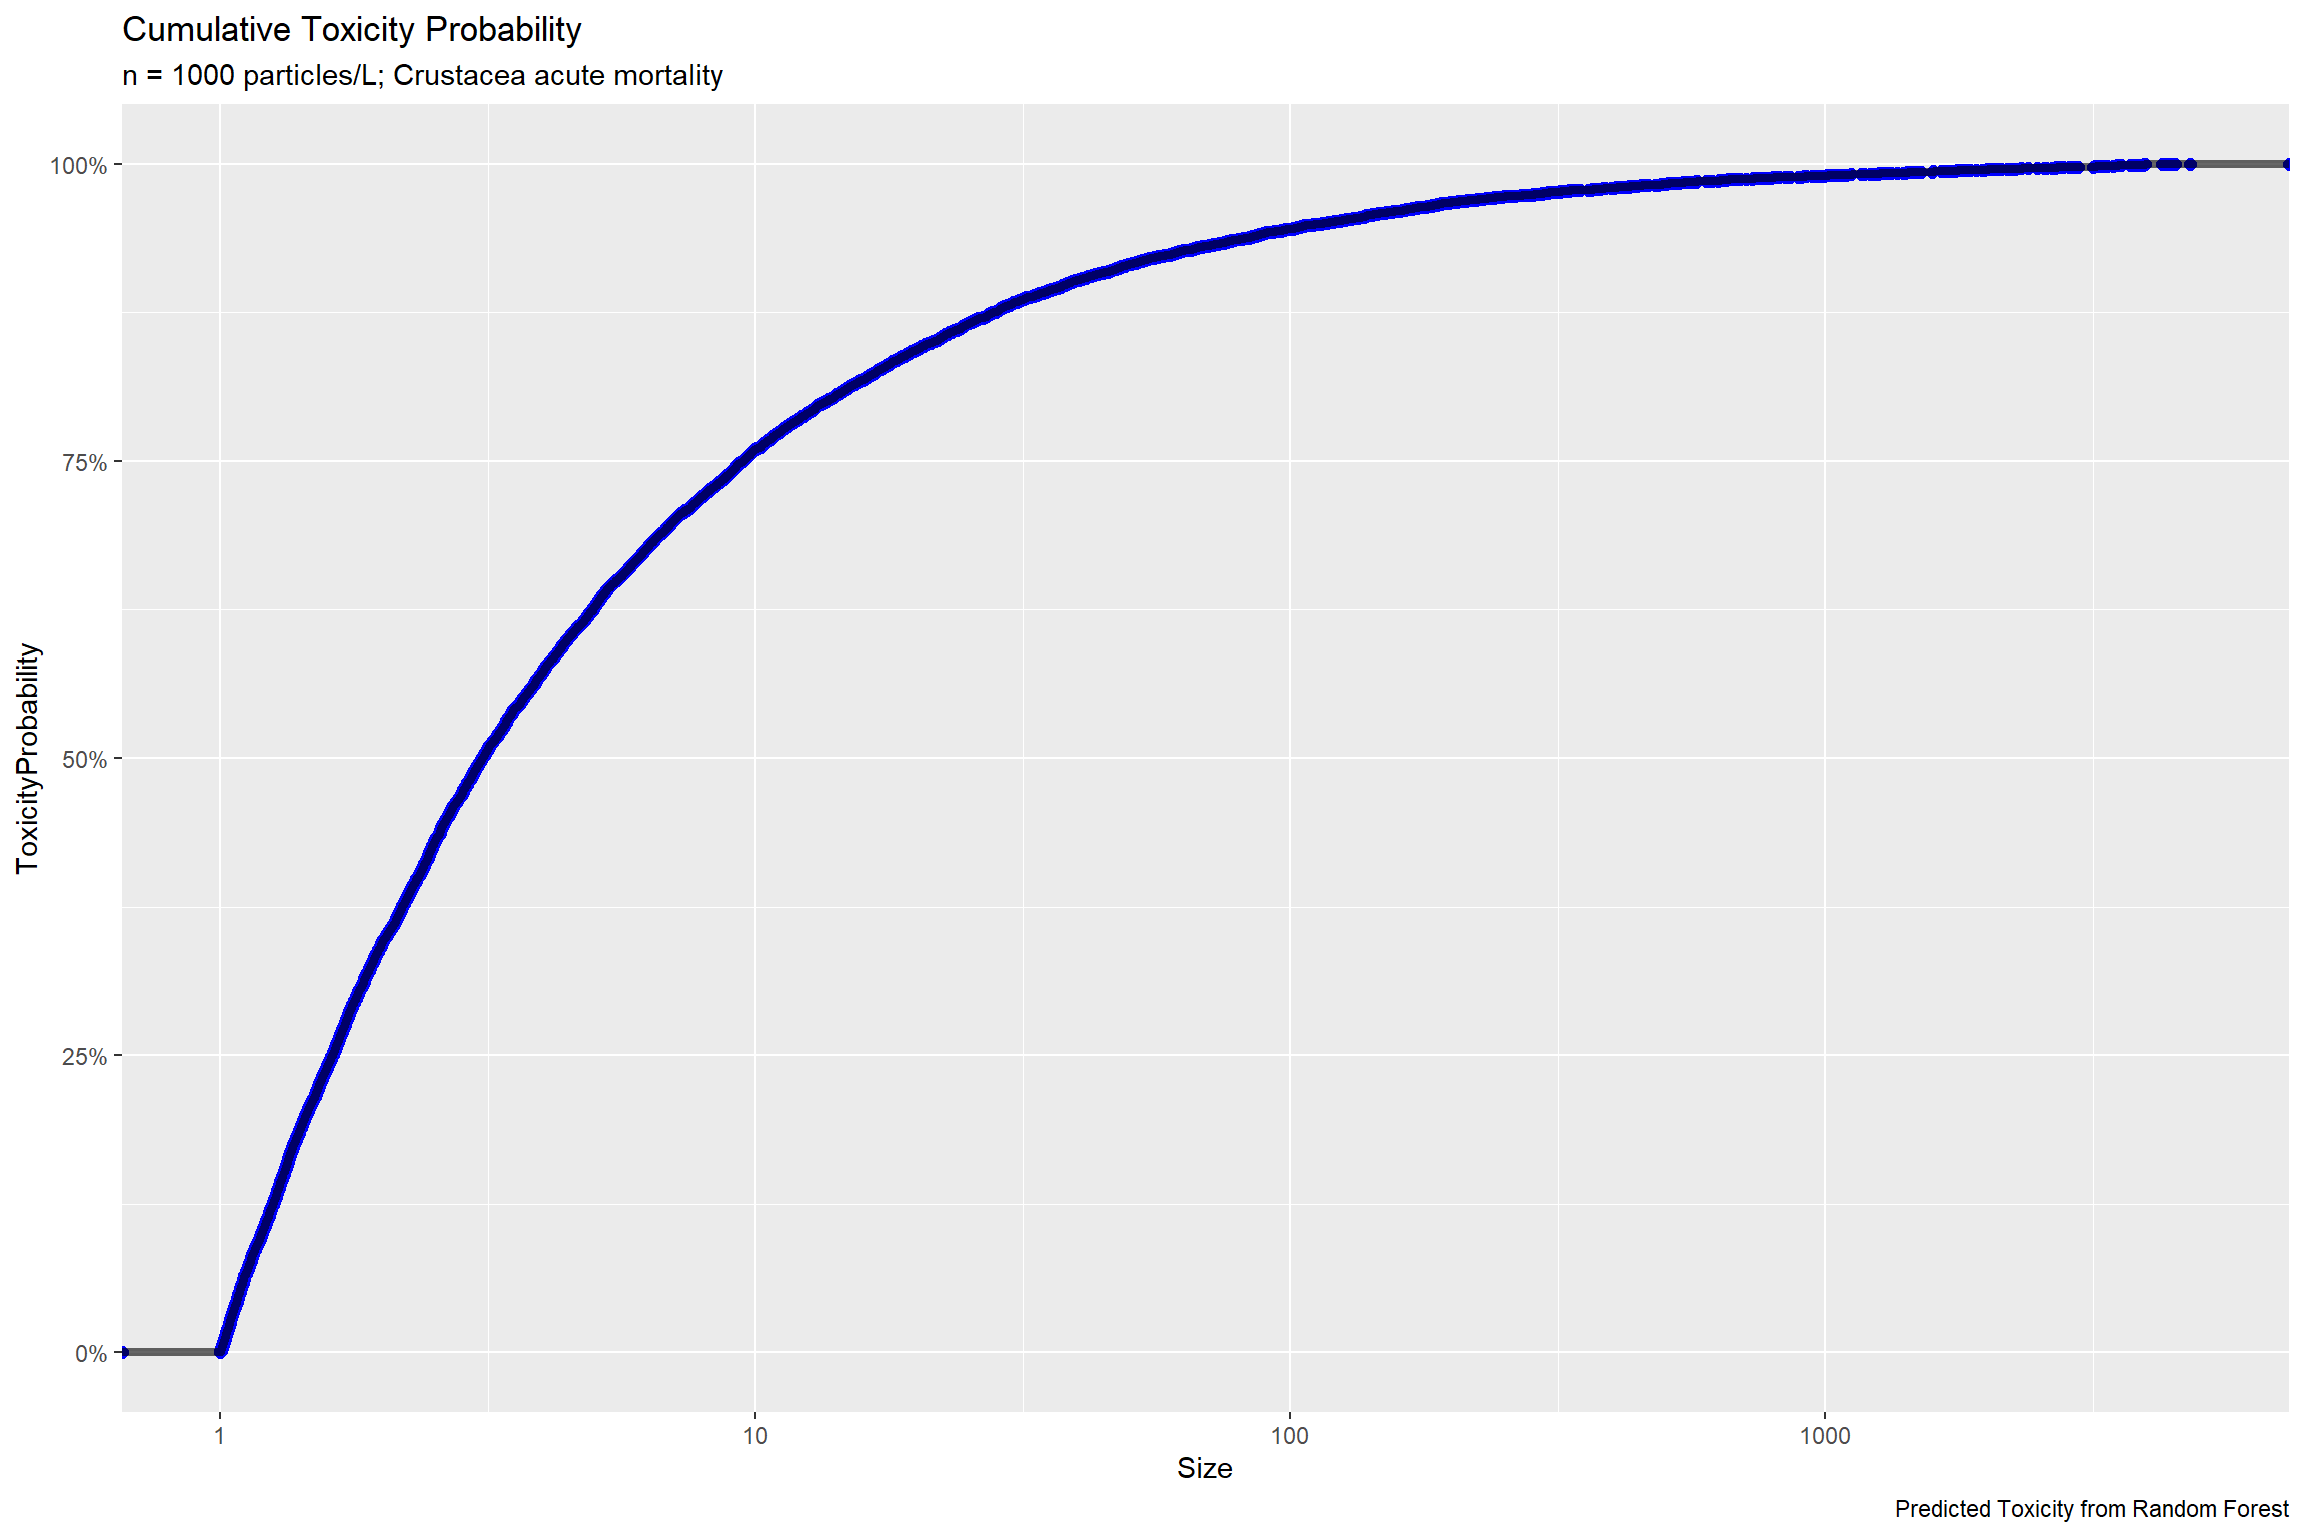 Cumulative Toxicity Probability
n = 1000 particles/L; Crustacea acute mortality
100%
75%
50%
25%
0%
ToxicityProbability
1 10 100 1000
Size
Predicted Toxicity from Random Forest